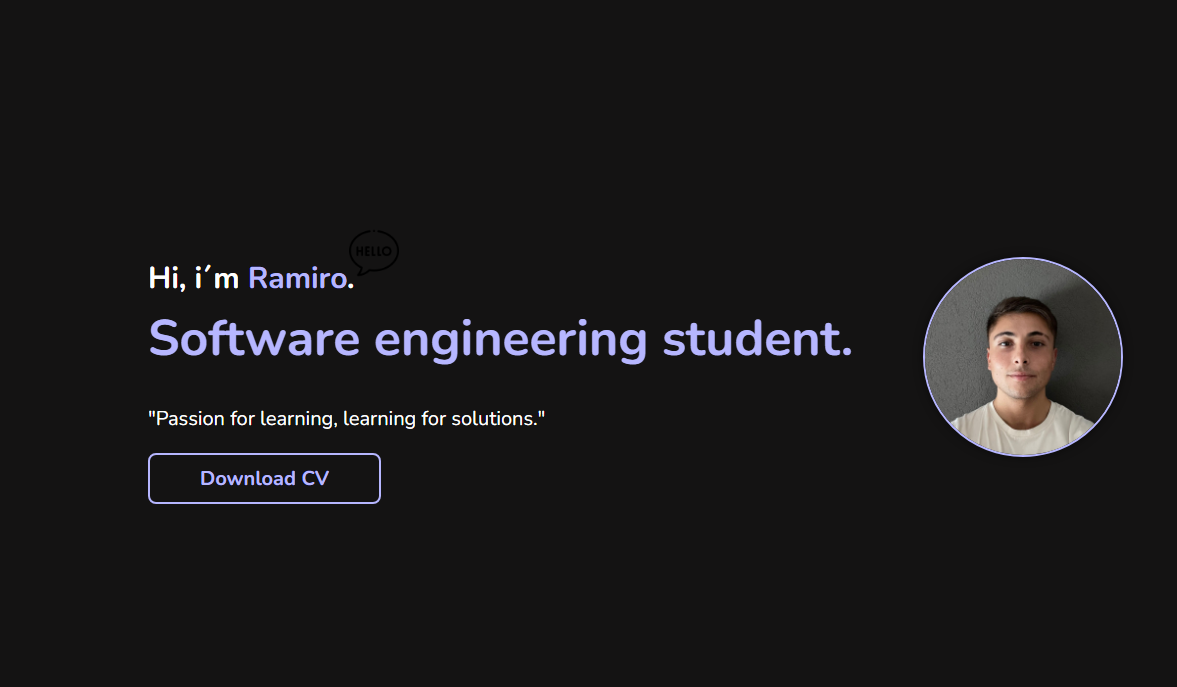 HELLO
Hi, i´m Ramiro.
Software engineering student.
"Passion for learning, learning for solutions."
Download CV